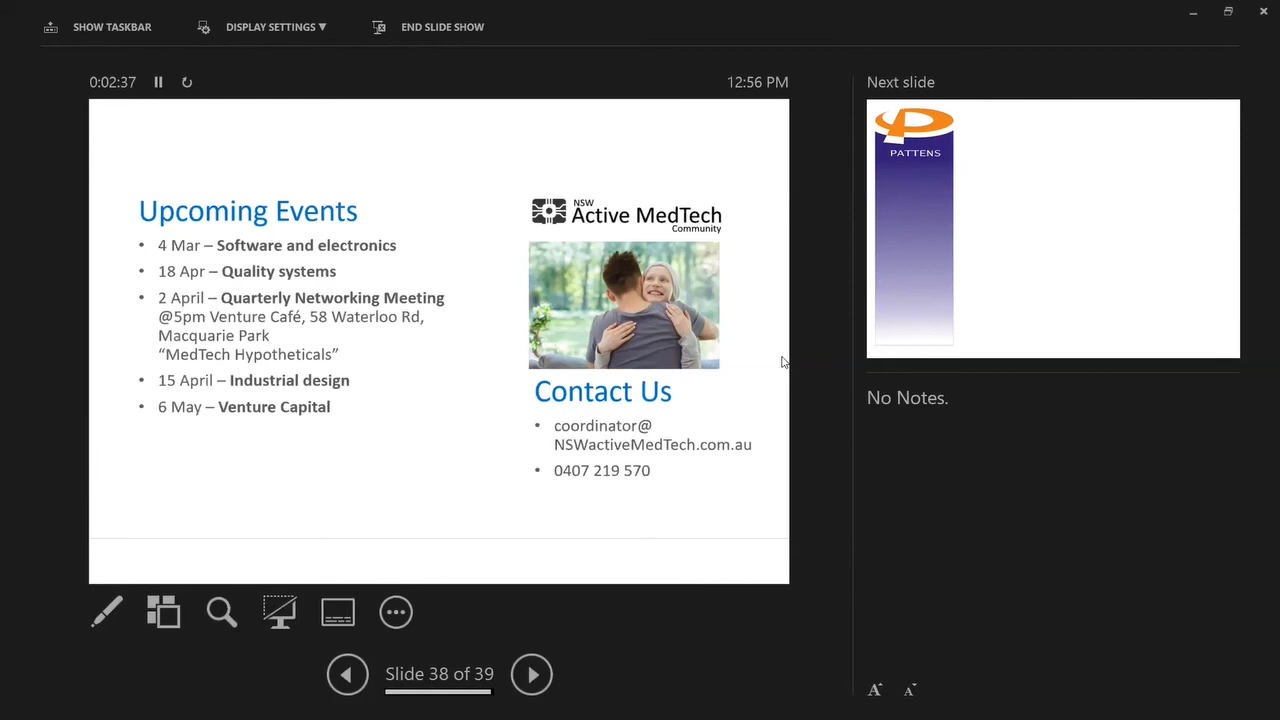 SHOW TASKBAR
DISPLAY SETTINGS ▼
END SLIDE SHOW
0:02:37
12:56 PM
Next slide
Upcoming Events
• 4 Mar – Software and electronics
• 18 Apr – Quality systems
• 2 April – Quarterly Networking Meeting
@5pm Venture Café, 58 Waterloo Rd,
Macquarie Park
“MedTech Hypotheticals”
• 15 April – Industrial design
• 6 May – Venture Capital
NSW
Active MedTech
Community
Contact Us
• coordinator@
NSWactiveMedTech.com.au
• 0407 219 570
PATTENS
No Notes.
Slide 38 of 39
A A